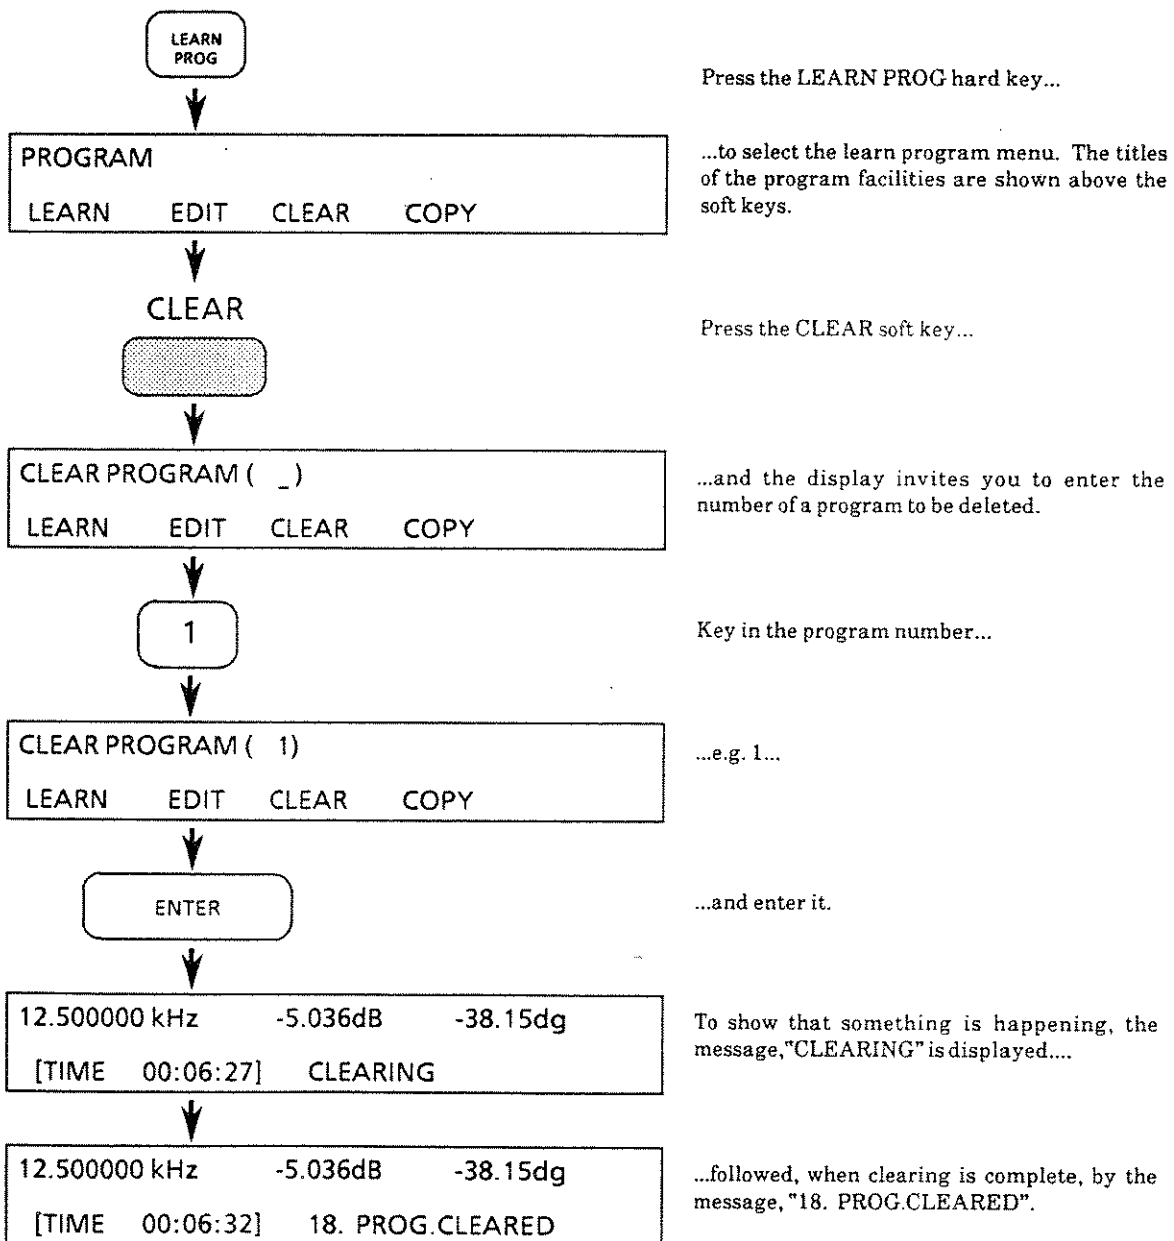 LEARN
PROG
Press the LEARN PROG hard key...
PROGRAM
LEARN EDIT CLEAR COPY
...to select the learn program menu. The titles
of the program facilities are shown above the
soft keys.
CLEAR
Press the CLEAR soft key...
CLEAR PROGRAM ( _)
LEARN EDIT CLEAR COPY
...and the display invites you to enter the
number of a program to be deleted.
1
Key in the program number...
CLEAR PROGRAM ( 1)
LEARN EDIT CLEAR COPY
...e.g. 1...
ENTER
...and enter it.
12.500000 kHz -5.036dB -38.15dg
[TIME 00:06:27] CLEARING
To show that something is happening, the
message,"CLEARING" is displayed....
12.500000 kHz -5.036dB -38.15dg
[TIME 00:06:32] 18. PROG.CLEARED
...followed, when clearing is complete, by the
message, "18. PROG.CLEARED".